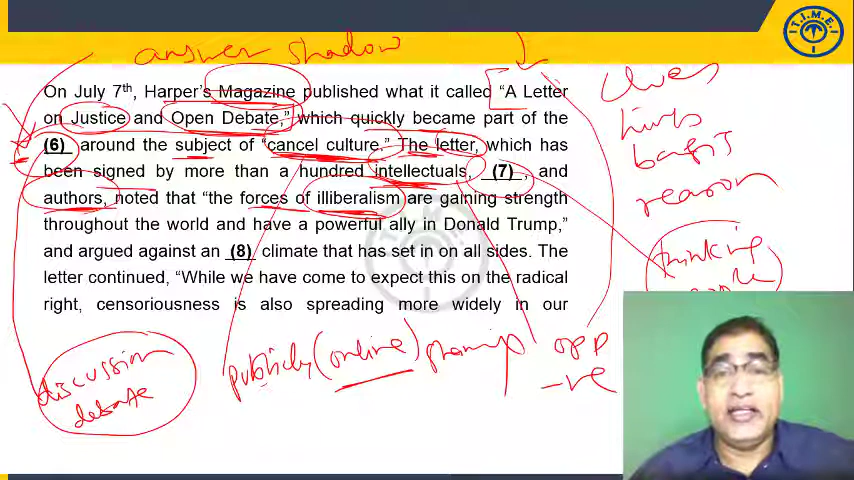 I.T.I.M.E.I
answer shadow
On July 7th, Harper's Magazine published what it called “A Letter
on Justice and Open Debate,” which quickly became part of the
(6) around the subject of “cancel culture.” The letter, which has
been signed by more than a hundred intellectuals, (7) , and
authors, noted that “the forces of illiberalism are gaining strength
throughout the world and have a powerful ally in Donald Trump,”
and argued against an (8) climate that has set in on all sides. The
letter continued, “While we have come to expect this on the radical
right, censoriousness is also spreading more widely in our
clues
hints
basis
reason
thinking
discussion
debate
publicly (online) shaming
opp
-ve